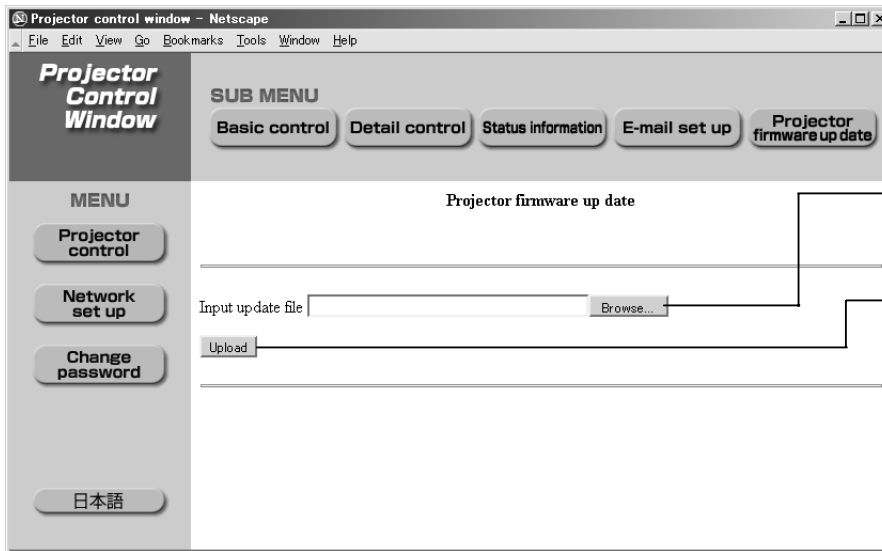 Projector control window - Netscape
File Edit View Go Bookmarks Tools Window Help
Projector
Control
Window
SUB MENU
Basic control
Detail control
Status information
E-mail set up
Projector
firmware up date
MENU
Projector
control
Network
set up
Change
password
日本語
Projector firmware up date
Input update file
Browse...
Upload